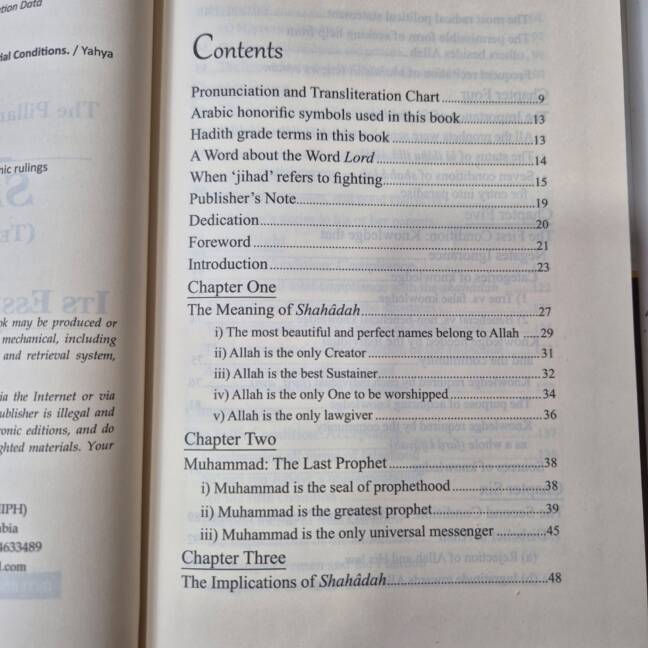 tion Data
ial Conditions. / Yahya
nic rulings
ok may be produced or
mechanical, including
and retrieval system,
ia the Internet or via
ublisher is illegal and
ronic editions, and do
ghted materials. Your
IIPH)
bia
4633489
l.com
Contents
Pronunciation and Transliteration Chart ........................ 9
Arabic honorific symbols used in this book .................. 13
Hadith grade terms in this book .................................. 13
A Word about the Word Lord ..................................... 14
When ‘jihad’ refers to fighting .................................... 15
Publisher’s Note ....................................................... 19
Dedication ............................................................... 20
Foreword ................................................................. 21
Introduction ............................................................. 23
Chapter One
The Meaning of Shahâdah ......................................... 27
i) The most beautiful and perfect names belong to Allah ..... 29
ii) Allah is the only Creator ........................................ 31
iii) Allah is the best Sustainer ..................................... 32
iv) Allah is the only One to be worshipped .................... 34
v) Allah is the only lawgiver ....................................... 36
Chapter Two
Muhammad: The Last Prophet ................................... 38
i) Muhammad is the seal of prophethood ..................... 38
ii) Muhammad is the greatest prophet .......................... 39
iii) Muhammad is the only universal messenger ............. 45
Chapter Three
The Implications of Shahâdah .................................... 48